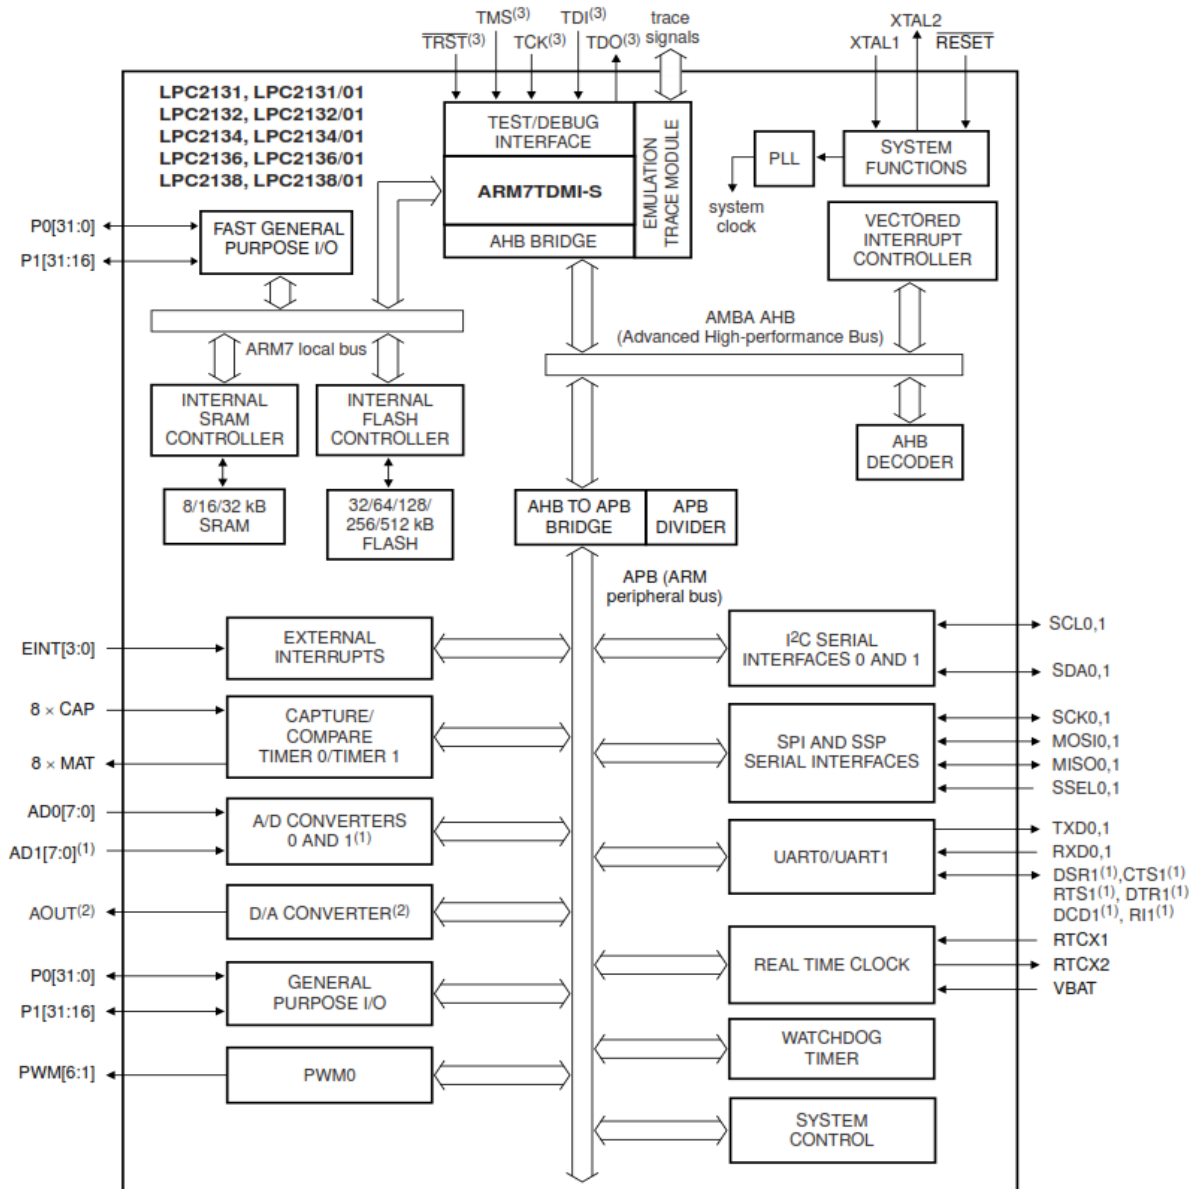 TMS(3) TDI(3) trace signals XTAL2
TRST(3) TCK(3) TDO(3) XTAL1 RESET
LPC2131, LPC2131/01
LPC2132, LPC2132/01
LPC2134, LPC2134/01
LPC2136, LPC2136/01
LPC2138, LPC2138/01
TEST/DEBUG
INTERFACE
ARM7TDMI-S
AHB BRIDGE
EMULATION
TRACE MODULE
PLL
SYSTEM
FUNCTIONS
system
clock
VECTORED
INTERRUPT
CONTROLLER
P0[31:0]
P1[31:16]
FAST GENERAL
PURPOSE I/O
ARM7 local bus
AMBA AHB
(Advanced High-performance Bus)
INTERNAL
SRAM
CONTROLLER
INTERNAL
FLASH
CONTROLLER
AHB
DECODER
8/16/32 kB
SRAM
32/64/128/
256/512 kB
FLASH
AHB TO APB
BRIDGE
APB
DIVIDER
APB (ARM
peripheral bus)
EINT[3:0]
EXTERNAL
INTERRUPTS
I2C SERIAL
INTERFACES 0 AND 1
SCL0,1
SDA0,1
8 × CAP
8 × MAT
CAPTURE/
COMPARE
TIMER 0/TIMER 1
SPI AND SSP
SERIAL INTERFACES
SCK0,1
MOSI0,1
MISO0,1
SSEL0,1
AD0[7:0]
AD1[7:0](1)
A/D CONVERTERS
0 AND 1(1)
UART0/UART1
TXD0,1
RXD0,1
DSR1(1),CTS1(1)
RTS1(1), DTR1(1)
DCD1(1), RI1(1)
AOUT(2)
D/A CONVERTER(2)
P0[31:0]
P1[31:16]
GENERAL
PURPOSE I/O
REAL TIME CLOCK
RTCX1
RTCX2
VBAT
PWM[6:1]
PWM0
WATCHDOG
TIMER
SYSTEM
CONTROL